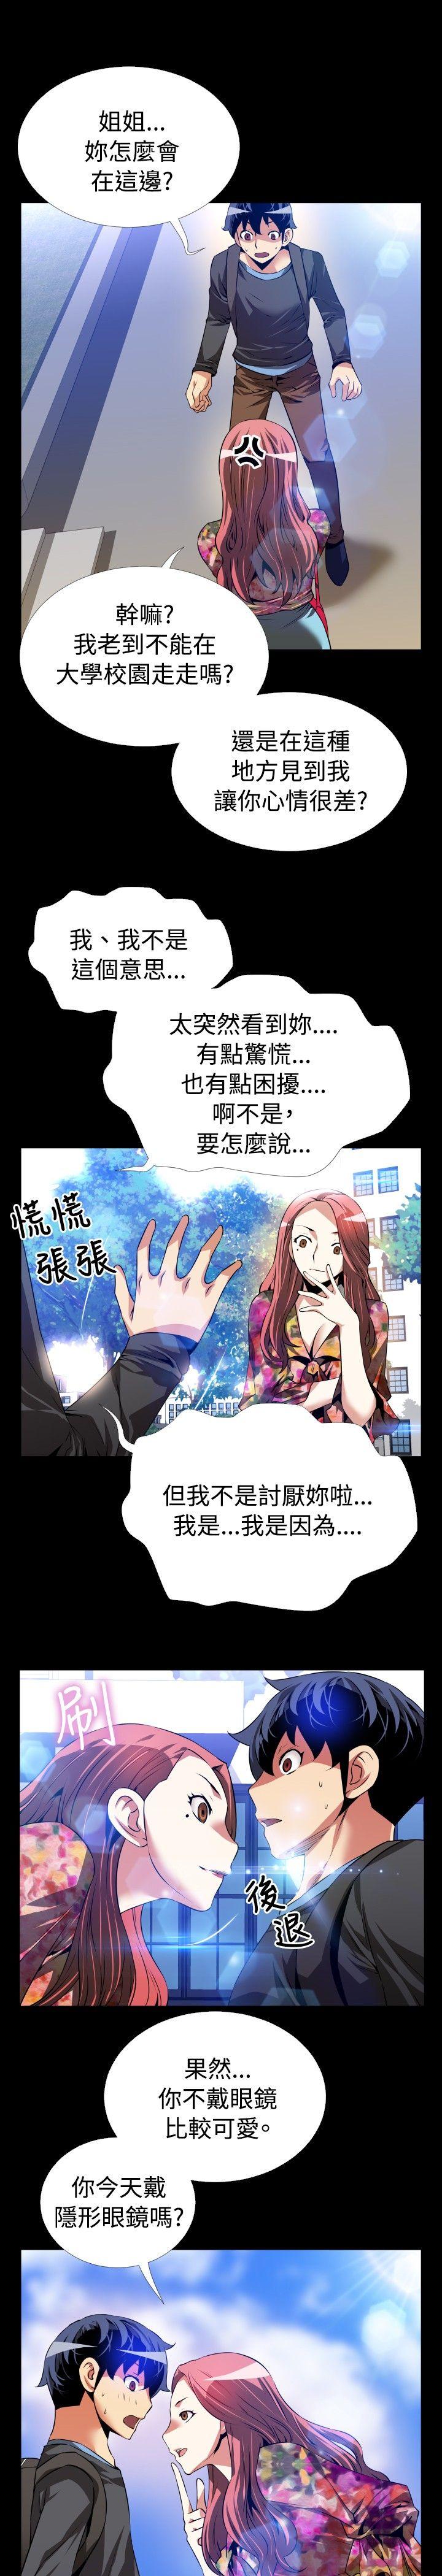 姐姐...
妳怎麼會
在這邊?
幹嘛?
我老到不能在
大學校園走走嗎?
還是在這種
地方見到我
讓你心情很差?
我、我不是
這個意思...
太突然看到妳....
有點驚慌...
也有點困擾....
啊不是,
要怎麼說...
慌慌
張張
但我不是討厭妳啦...
我是...我是因為....
刷
後
退
果然...
你不戴眼鏡
比較可愛。
你今天戴
隱形眼鏡嗎?